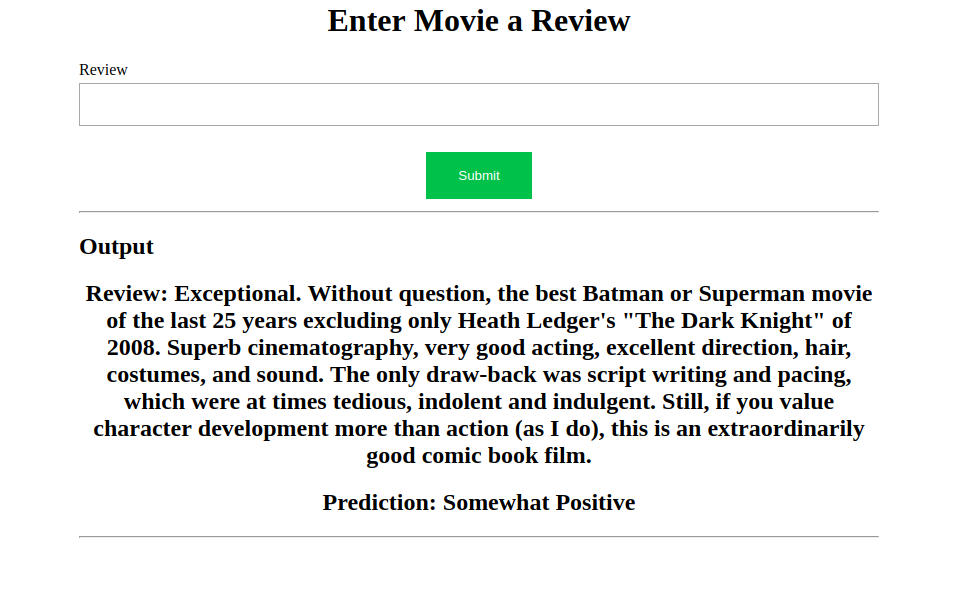 Enter Movie a Review
Review
Submit
Output
Review: Exceptional. Without question, the best Batman or Superman movie
of the last 25 years excluding only Heath Ledger's "The Dark Knight" of
2008. Superb cinematography, very good acting, excellent direction, hair,
costumes, and sound. The only draw-back was script writing and pacing,
which were at times tedious, indolent and indulgent. Still, if you value
character development more than action (as I do), this is an extraordinarily
good comic book film.
Prediction: Somewhat Positive